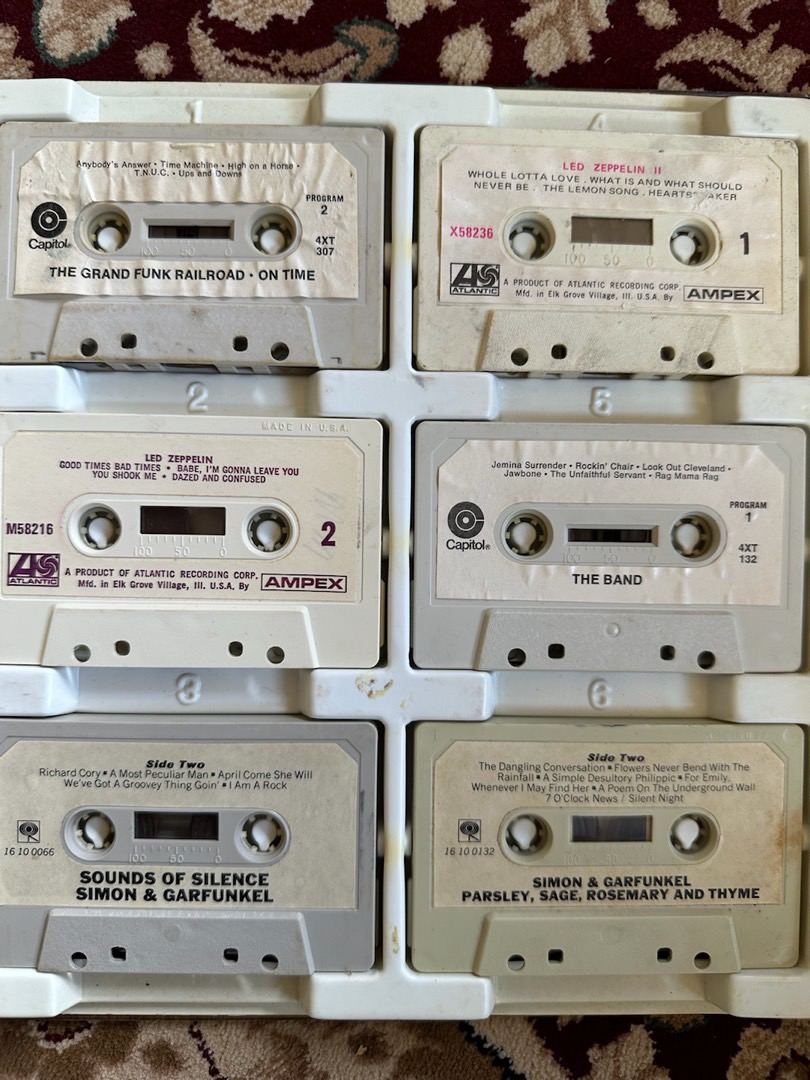 1
Anybody's Answer • Time Machine • High on a Horse •
T.N.U.C. • Ups and Downs
PROGRAM
2
Capitol®
100 50 0
4XT
307
THE GRAND FUNK RAILROAD • ON TIME
4
LED ZEPPELIN II
WHOLE LOTTA LOVE . WHAT IS AND WHAT SHOULD
NEVER BE . THE LEMON SONG . HEARTBREAKER
X58236
1
100 50 0
ATLANTIC
A PRODUCT OF ATLANTIC RECORDING CORP.
Mfd. in Elk Grove Village, Ill. U.S.A. By
AMPEX
2
MADE IN U.S.A.
LED ZEPPELIN
GOOD TIMES BAD TIMES • BABE, I'M GONNA LEAVE YOU
YOU SHOOK ME • DAZED AND CONFUSED
M58216
2
100 50 0
ATLANTIC
A PRODUCT OF ATLANTIC RECORDING CORP.
Mfd. in Elk Grove Village, Ill. U.S.A. By
AMPEX
5
Jemina Surrender • Rockin' Chair • Look Out Cleveland •
Jawbone • The Unfaithful Servant • Rag Mama Rag
PROGRAM
1
Capitol®
100 50 0
4XT
132
THE BAND
3
Side Two
Richard Cory ▪ A Most Peculiar Man ▪ April Come She Will
We've Got A Groovey Thing Goin' ▪ I Am A Rock
16 10 0066
100 50 0
SOUNDS OF SILENCE
SIMON & GARFUNKEL
6
Side Two
The Dangling Conversation ▪ Flowers Never Bend With The
Rainfall ▪ A Simple Desultory Philippic ▪ For Emily,
Whenever I May Find Her ▪ A Poem On The Underground Wall
7 O'Clock News / Silent Night
16 10 0132
100 50 0
SIMON & GARFUNKEL
PARSLEY, SAGE, ROSEMARY AND THYME